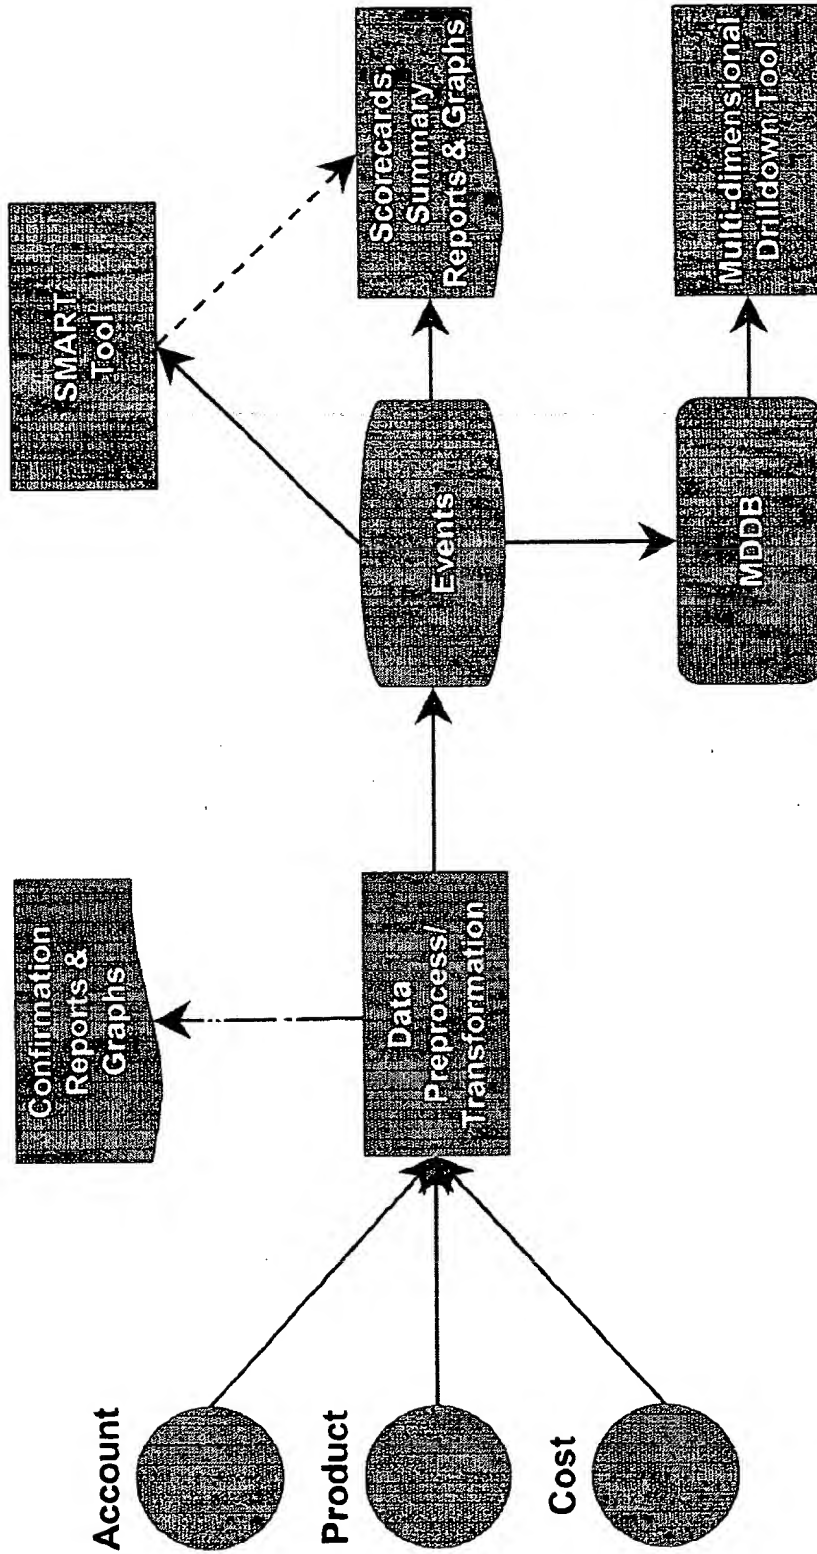 Account
Product
Cost
Confirmation
Reports &
Graphs
Data
Preprocess/
Transformation
SMART
Tool
Events
MDDB
Scorecards,
Summary
Reports & Graphs
Multi-dimensional
Drilldown Tool